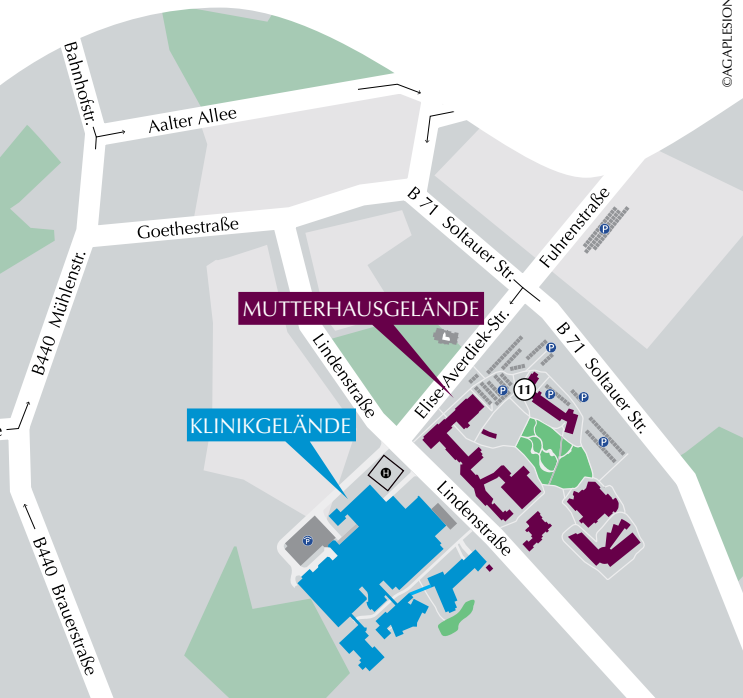 ©AGAPLESION
Bahnhofstr.
Aalter Allee
Goethestraße
B 71 Soltauer Str.
Fuhrenstraße
P
B440 Mühlenstr.
MUTTERHAUSGELÄNDE
Elise-Averdiek-Str.
B 71 Soltauer Str.
Lindenstraße
P
P
11
P
P
P
KLINIKGELÄNDE
H
Lindenstraße
P
B440 Brauerstraße